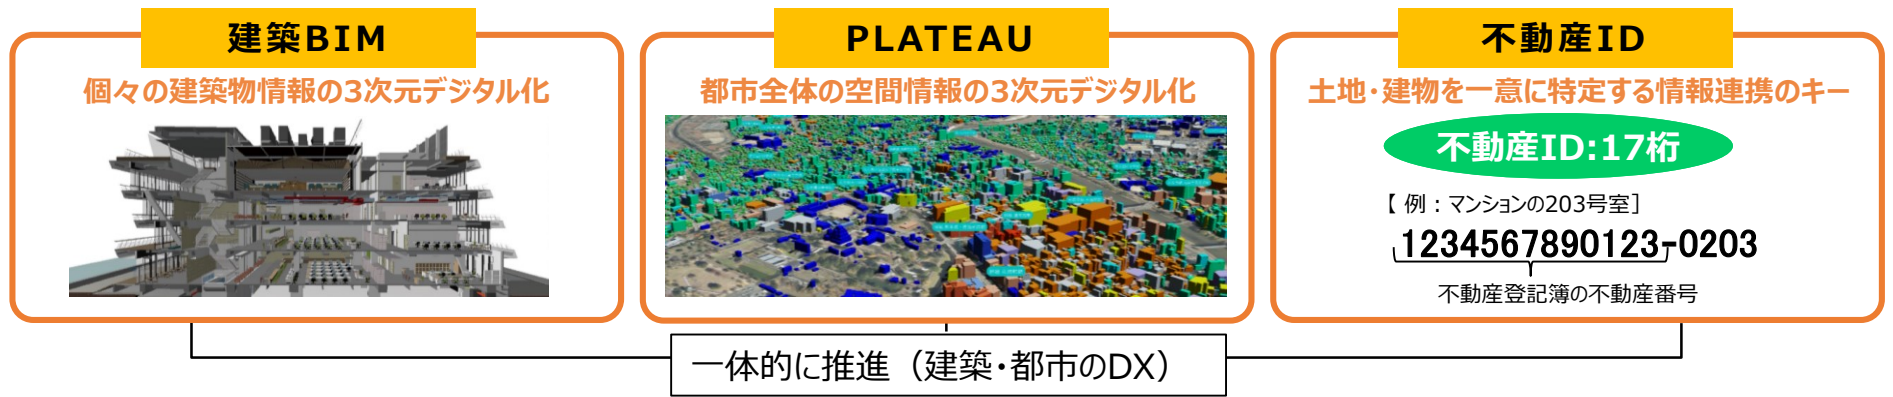 建築BIM
個々の建築物情報の3次元デジタル化
PLATEAU
都市全体の空間情報の3次元デジタル化
不動産ID
土地・建物を一意に特定する情報連携のキー
不動産ID:17桁
【 例：マンションの203号室］
1234567890123-0203
不動産登記簿の不動産番号
一体的に推進（建築・都市のDX）